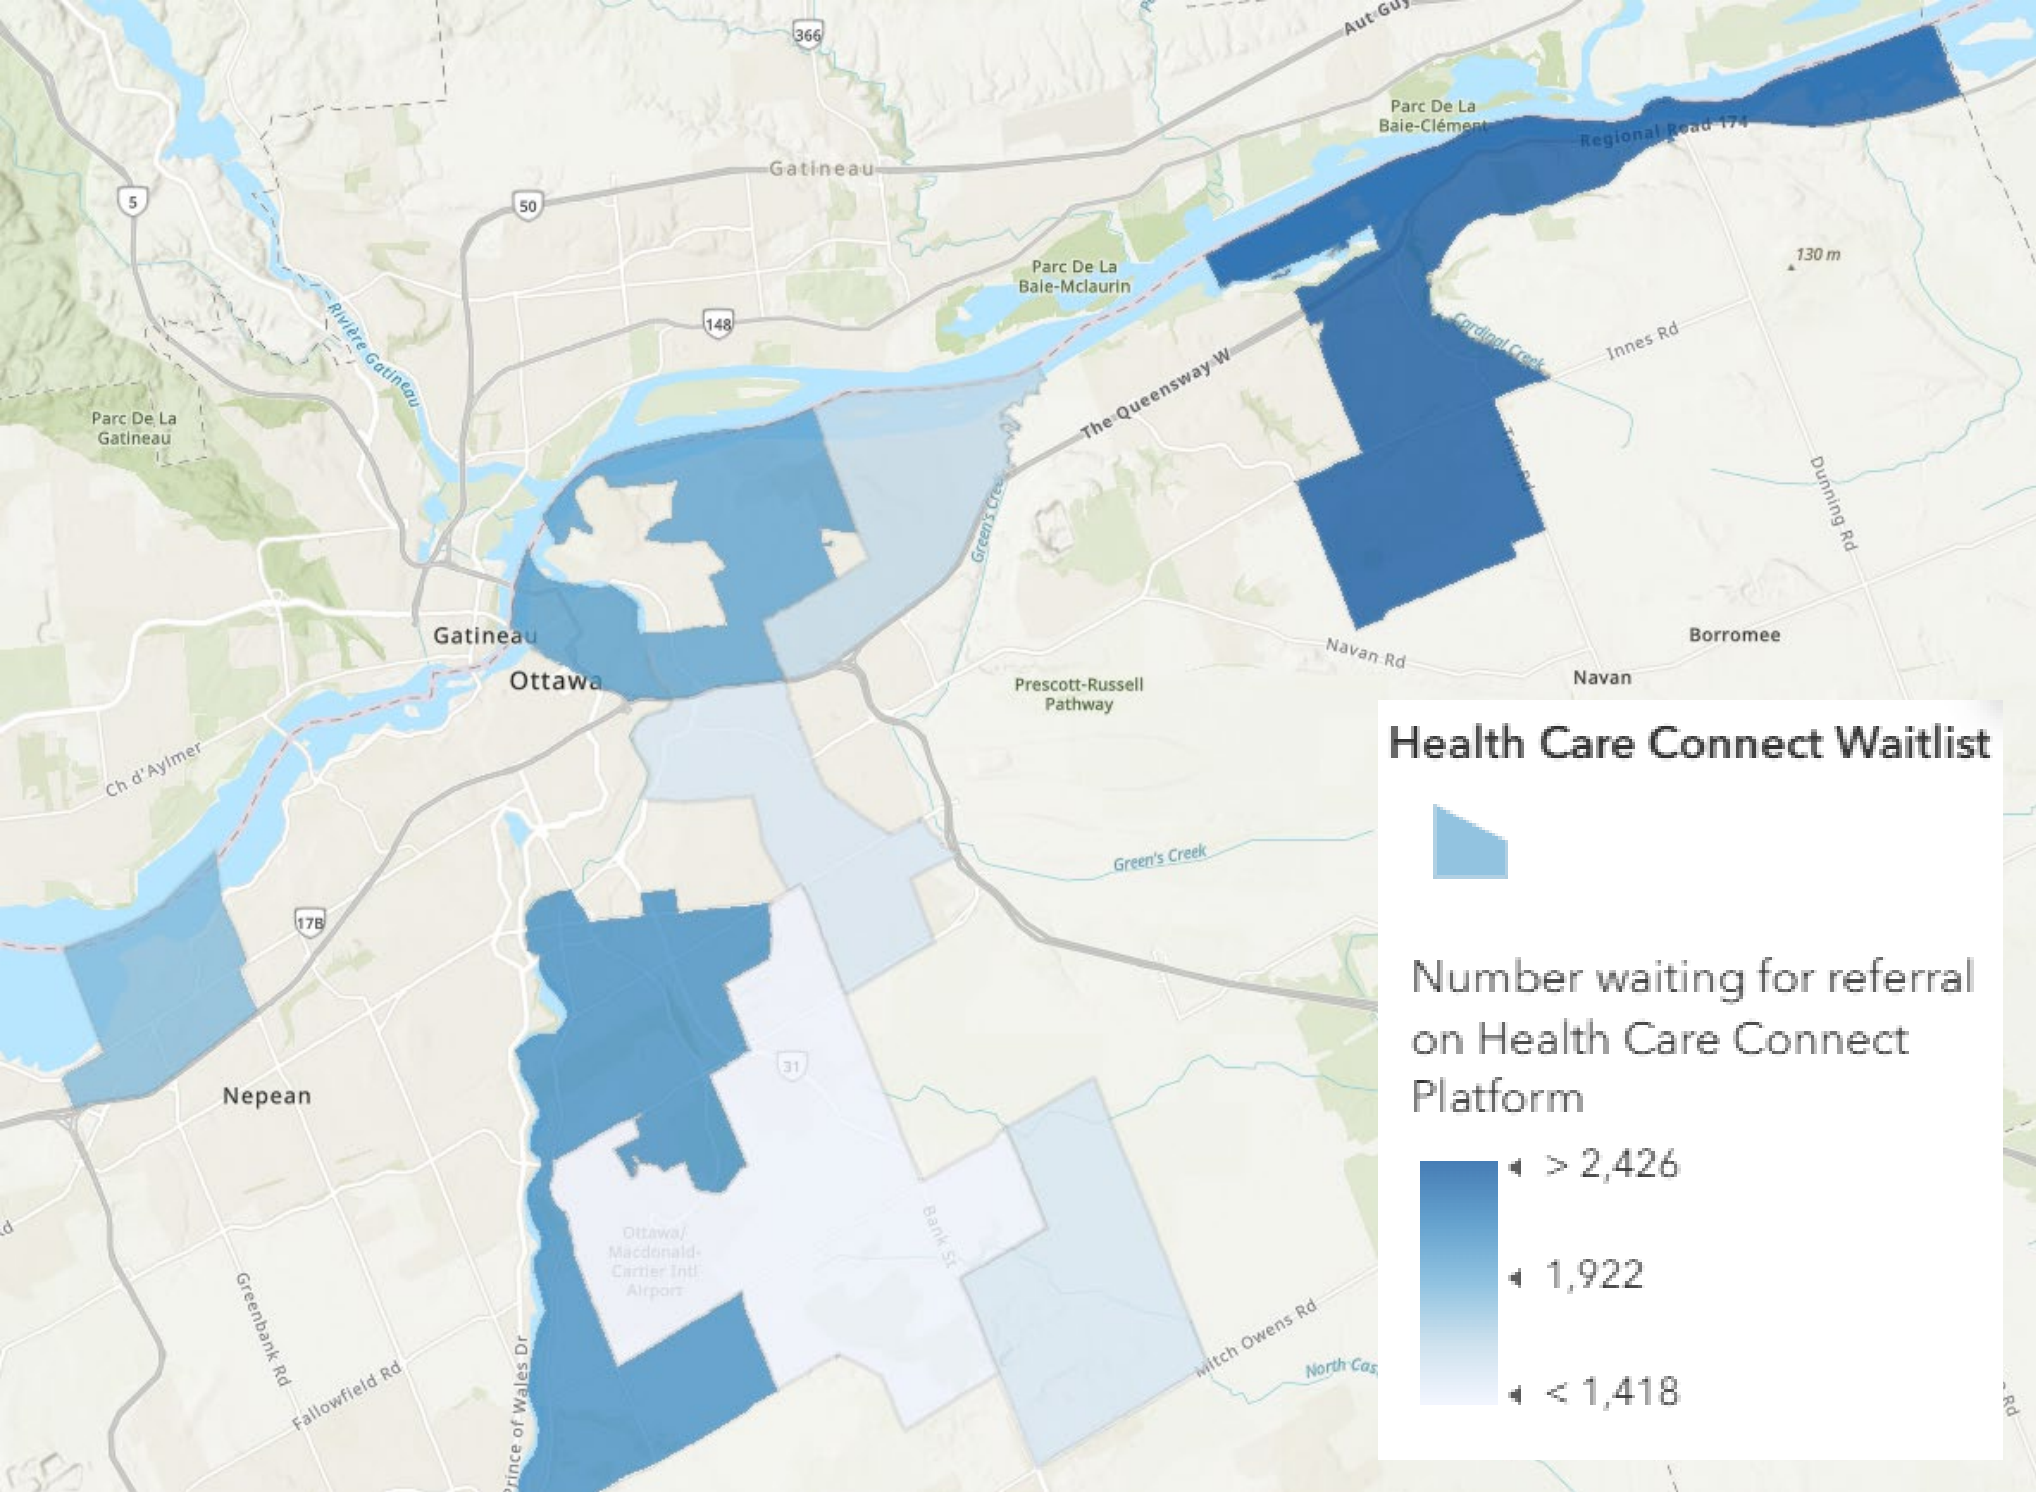 366
Aut Guy
Parc De La
Baie-Clément
Regional Road 174
Gatineau
5
50
130 m
Parc De La
Baie-Mclaurin
148
Rivière Gatineau
Cardinal Creek
Innes Rd
The Queensway W
Parc De La
Gatineau
Trim Rd
Dunning Rd
Green's Creek
Gatineau
Ottawa
Navan Rd
Borromee
Navan
Prescott-Russell
Pathway
Ch d'Aylmer
Green's Creek
17B
Nepean
31
Bank St
Ottawa/
Macdonald-
Cartier Intl
Airport
Greenbank Rd
Fallowfield Rd
Prince of Wales Dr
Mitch Owens Rd
North Cas
Rd
Health Care Connect Waitlist
Number waiting for referral
on Health Care Connect
Platform
> 2,426
1,922
< 1,418